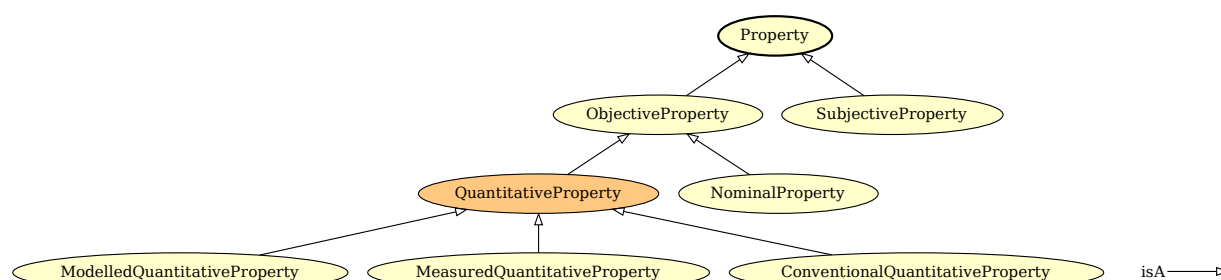 Property
ObjectiveProperty
SubjectiveProperty
QuantitativeProperty
NominalProperty
ModelledQuantitativeProperty
MeasuredQuantitativeProperty
ConventionalQuantitativeProperty
isA